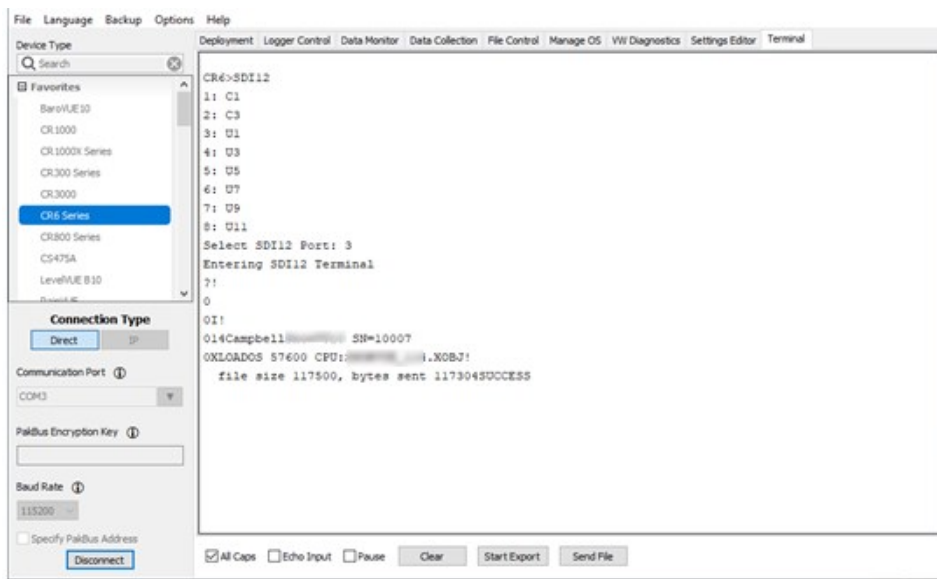 File Language Backup Options Help
Device Type
Search
Favorites
BaroVUE10
CR1000
CR1000X Series
CR300 Series
CR3000
CR6 Series
CR800 Series
CS475A
LevelVUE B10
Connection Type
Direct IP
Communication Port
COM3
PakBus Encryption Key
Baud Rate
115200
Specify PakBus Address
Disconnect
Deployment Logger Control Data Monitor Data Collection File Control Manage OS VW Diagnostics Settings Editor Terminal
CR6>SDI12
1: C1
2: C3
3: U1
4: U3
5: U5
6: U7
7: U9
8: U11
Select SDI12 Port: 3
Entering SDI12 Terminal
?!
0
0I!
014Campbell SN=10007
0XLOADOS 57600 CPU: .XOBJ!
file size 117500, bytes sent 117304SUCCESS
All Caps Echo Input Pause Clear Start Export Send File